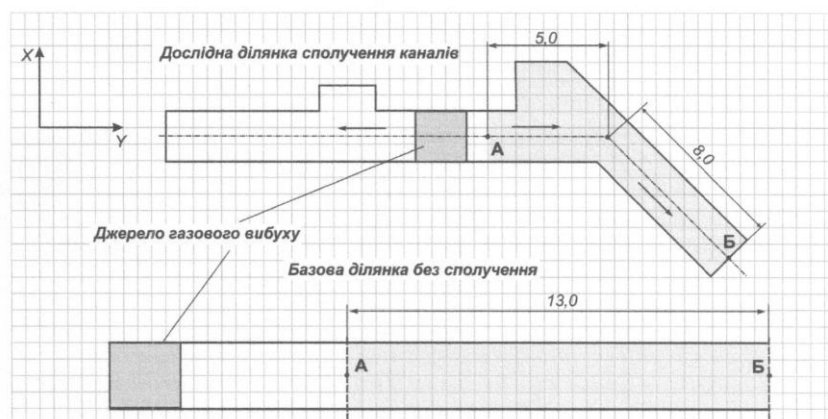 5,0
Дослідна ділянка сполучення каналів
X
Y
А
8,0
Б
Джерело газового вибуху
Базова ділянка без сполучення
13,0
А
Б